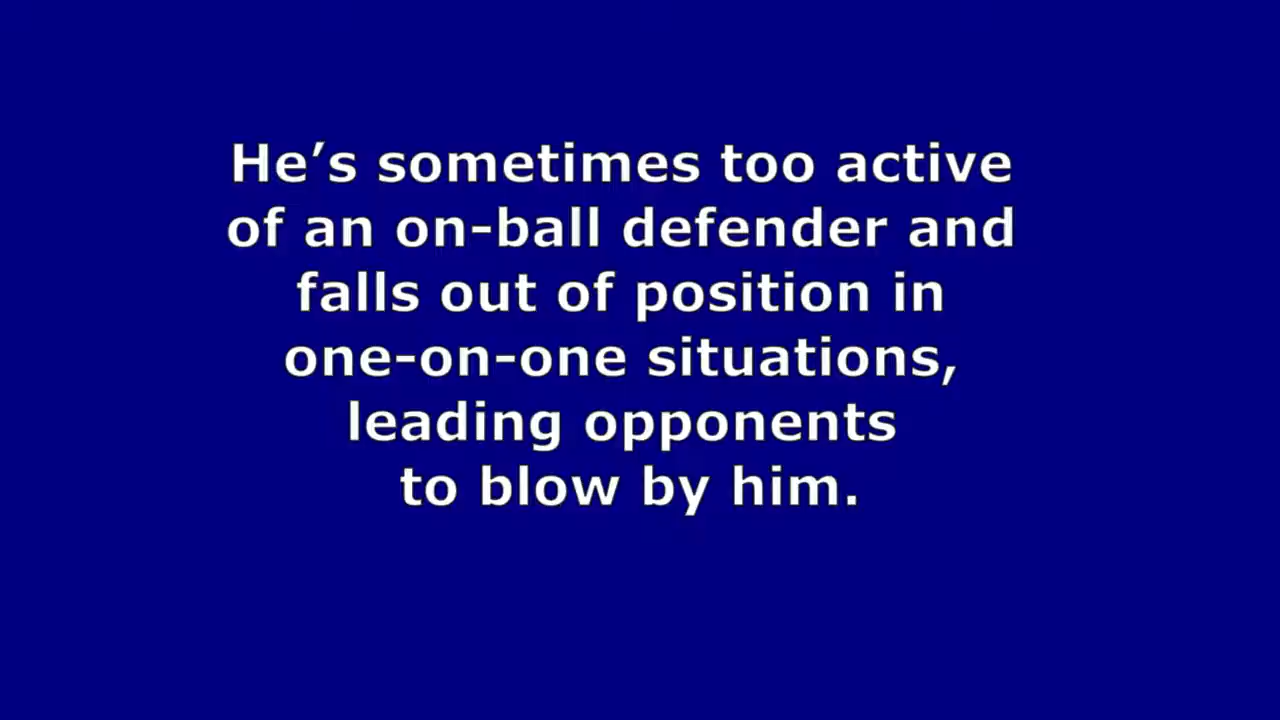 He’s sometimes too active
of an on-ball defender and
falls out of position in
one-on-one situations,
leading opponents
to blow by him.